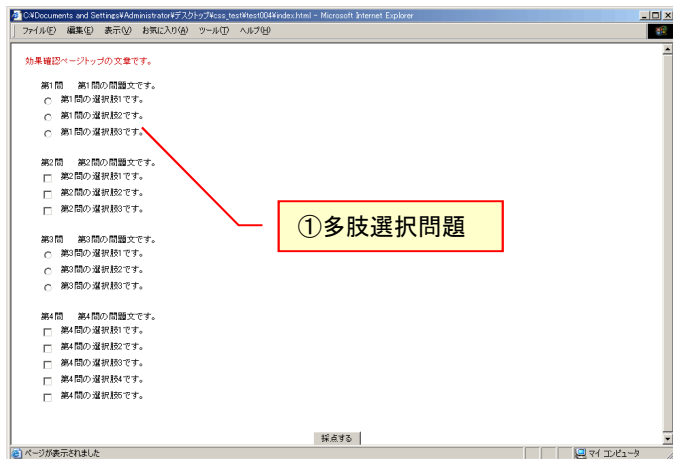 C:¥Documents and Settings¥Administrator¥デスクトップ¥css_test¥test004¥index.html - Microsoft Internet Explorer
ファイル(F) 編集(E) 表示(V) お気に入り(A) ツール(T) ヘルプ(H)
効果確認ページトップの文章です。
第1問 第1問の問題文です。
第1問の選択肢1です。
第1問の選択肢2です。
第1問の選択肢3です。
第2問 第2問の問題文です。
第2問の選択肢1です。
第2問の選択肢2です。
第2問の選択肢3です。
①多肢選択問題
第3問 第3問の問題文です。
第3問の選択肢1です。
第3問の選択肢2です。
第3問の選択肢3です。
第4問 第4問の問題文です。
第4問の選択肢1です。
第4問の選択肢2です。
第4問の選択肢3です。
第4問の選択肢4です。
第4問の選択肢5です。
採点する
ページが表示されました マイ コンピュータ